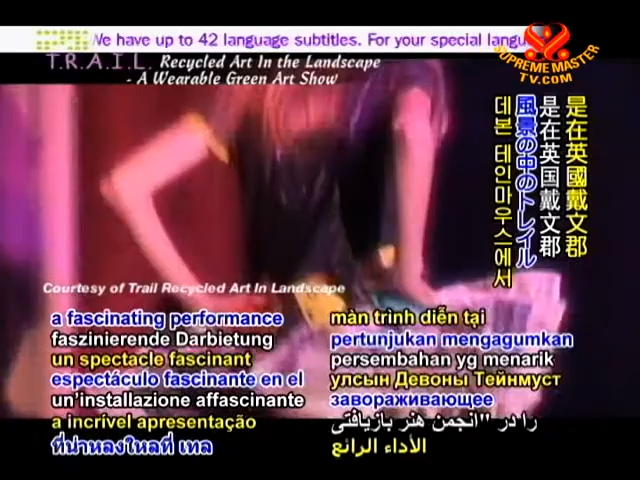 We have up to 42 language subtitles. For your special langu
T.R.A.I.L. Recycled Art In the Landscape
- A Wearable Green Art Show
SUPREME MASTER
TV.COM
是在英國戴文郡
是在英国戴文郡
風景の中のトレイル
데본 테인마우스에서
Courtesy of Trail Recycled Art In Landscape
a fascinating performance
faszinierende Darbietung
un spectacle fascinant
espectáculo fascinante en el
un'installazione affascinante
a incrível apresentação
ที่น่าหลงใหลที่ เทล
màn trình diễn tại
pertunjukan mengagumkan
persembahan yg menarik
улсын Девоны Тейнмуст
завораживающее
را در "انجمن هنر بازیافتی
الأداء الرائع